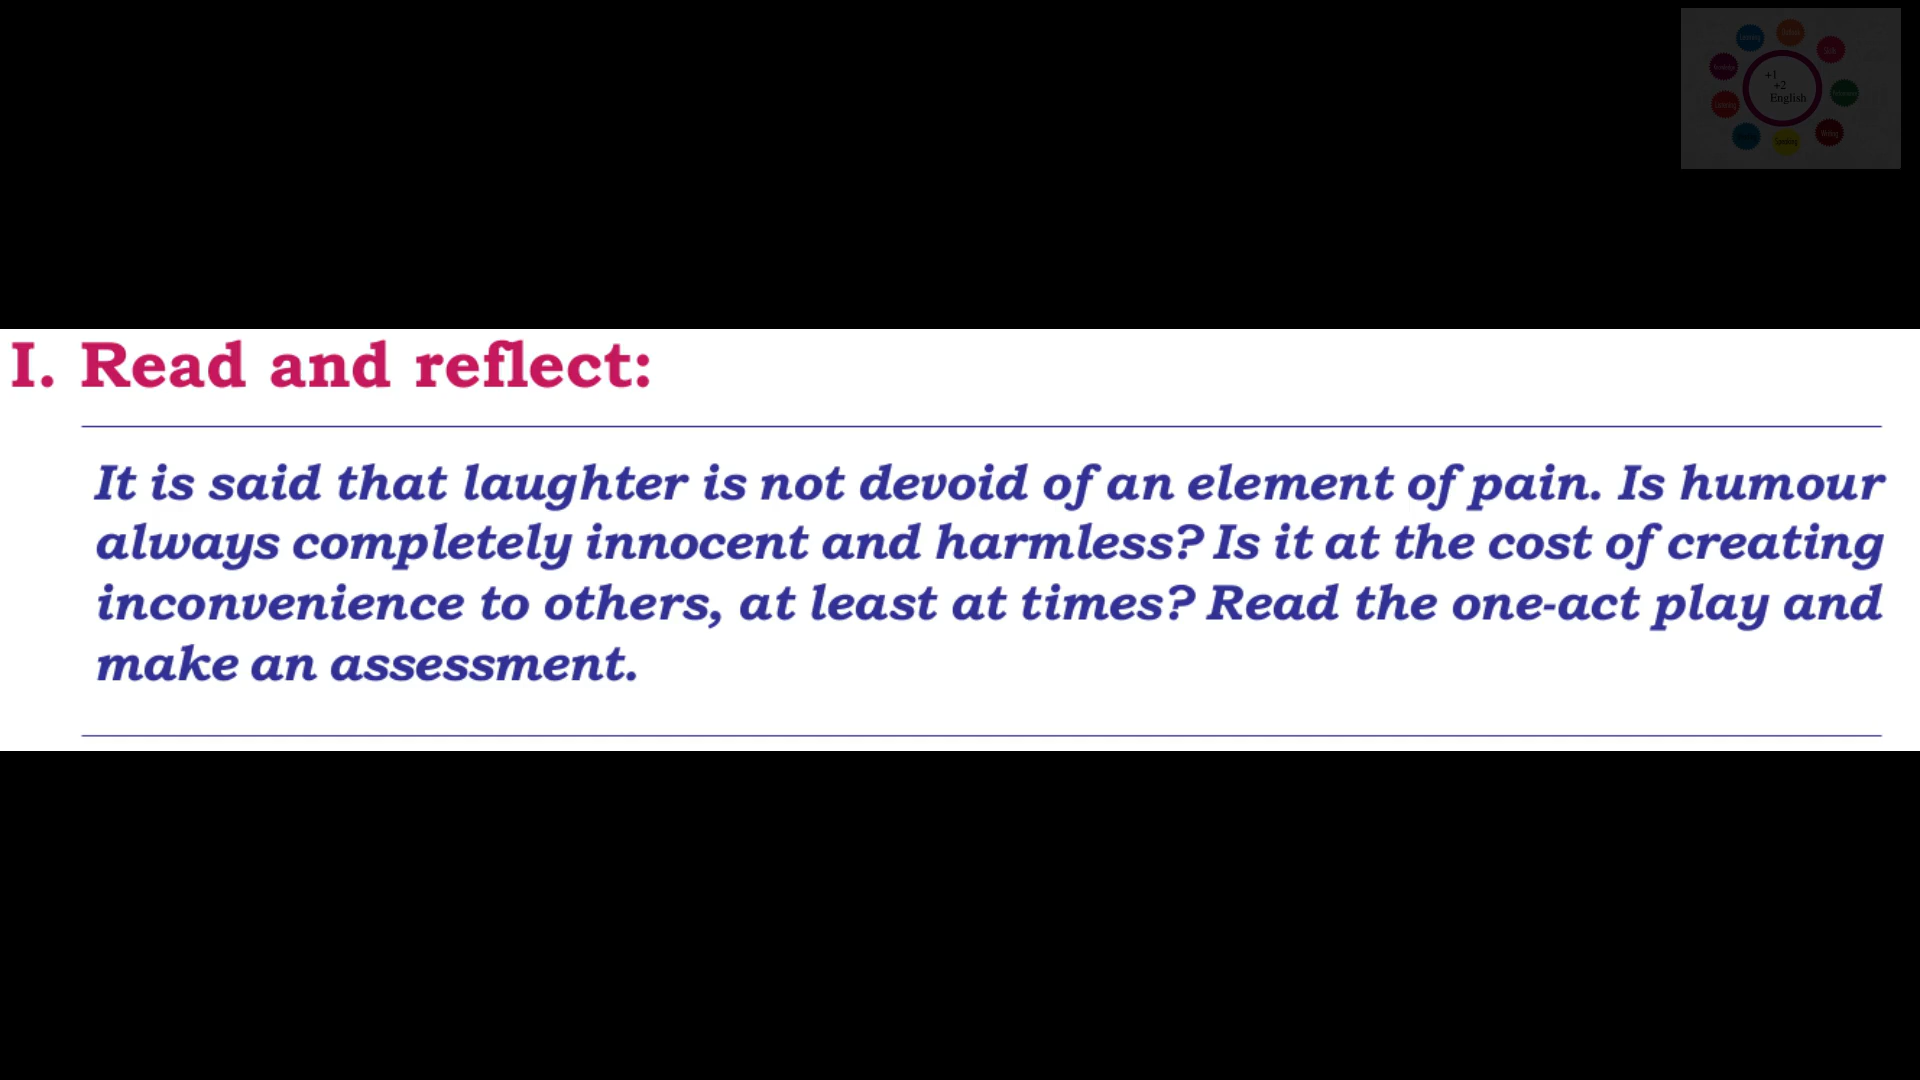 +1
+2
English
Writing
Speaking
I. Read and reflect:
It is said that laughter is not devoid of an element of pain. Is humour
always completely innocent and harmless? Is it at the cost of creating
inconvenience to others, at least at times? Read the one-act play and
make an assessment.